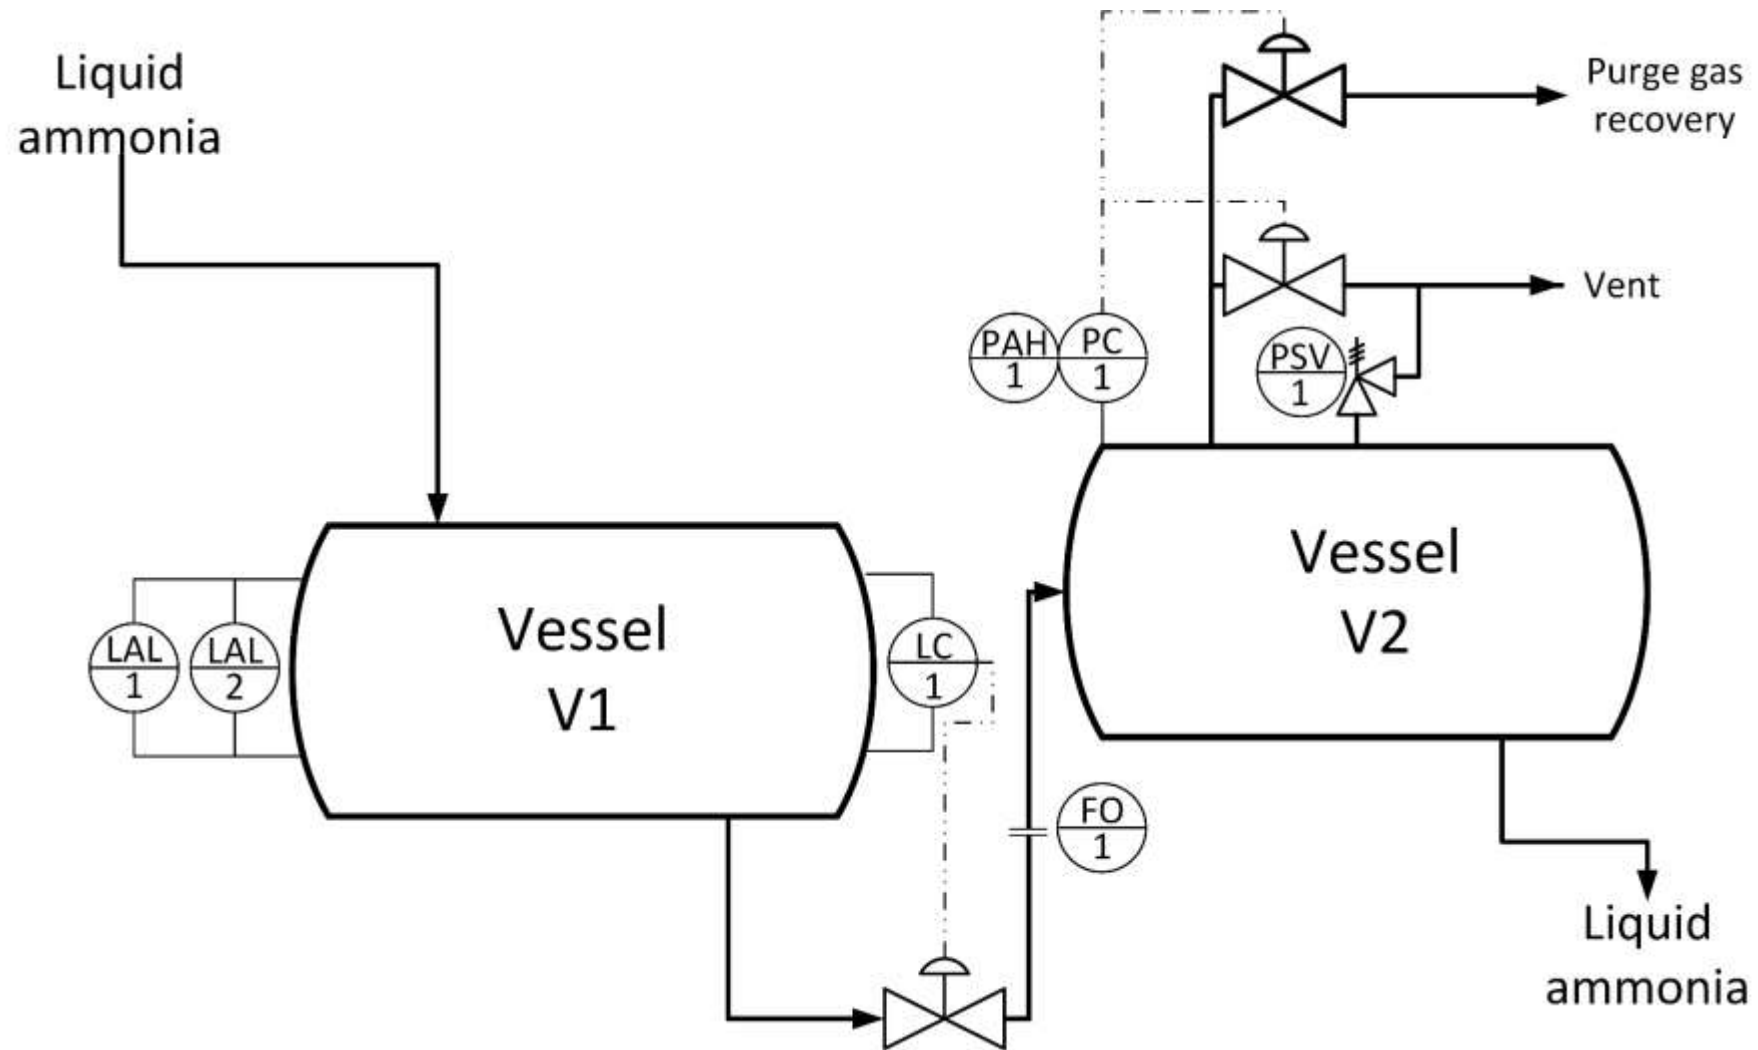 Liquid
ammonia
Purge gas
recovery
Vent
PAH
1
PC
1
PSV
1
Vessel
V2
Vessel
V1
LAL
1
LAL
2
LC
1
FO
1
Liquid
ammonia